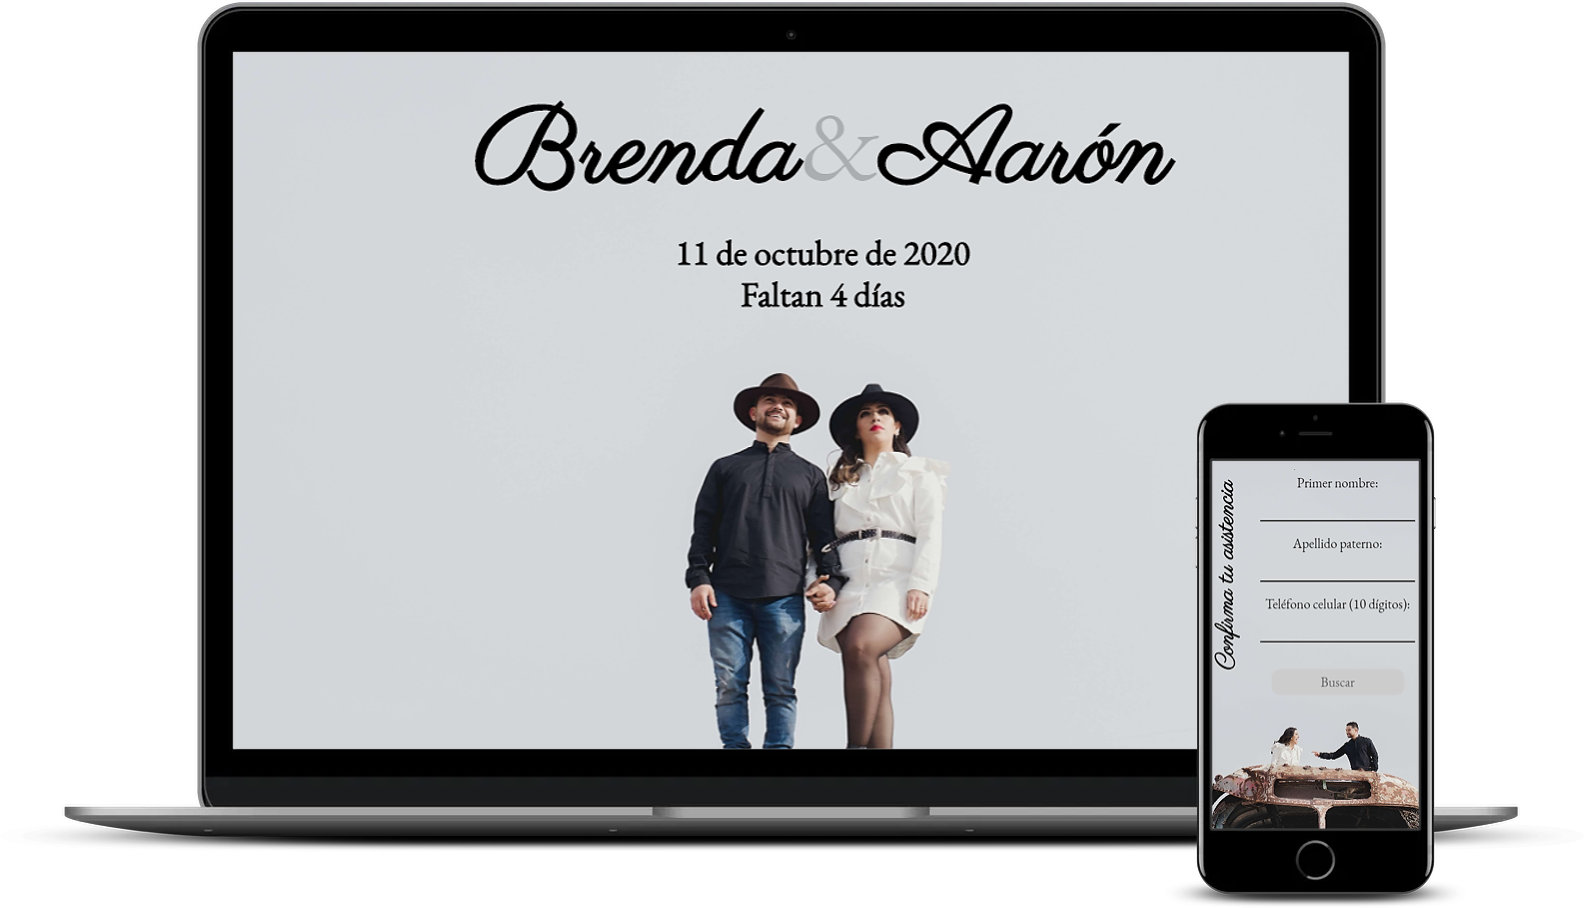 Brenda & Aarón
11 de octubre de 2020
Faltan 4 días
Confirma tu asistencia
Primer nombre:
Apellido paterno:
Teléfono celular (10 dígitos):
Buscar